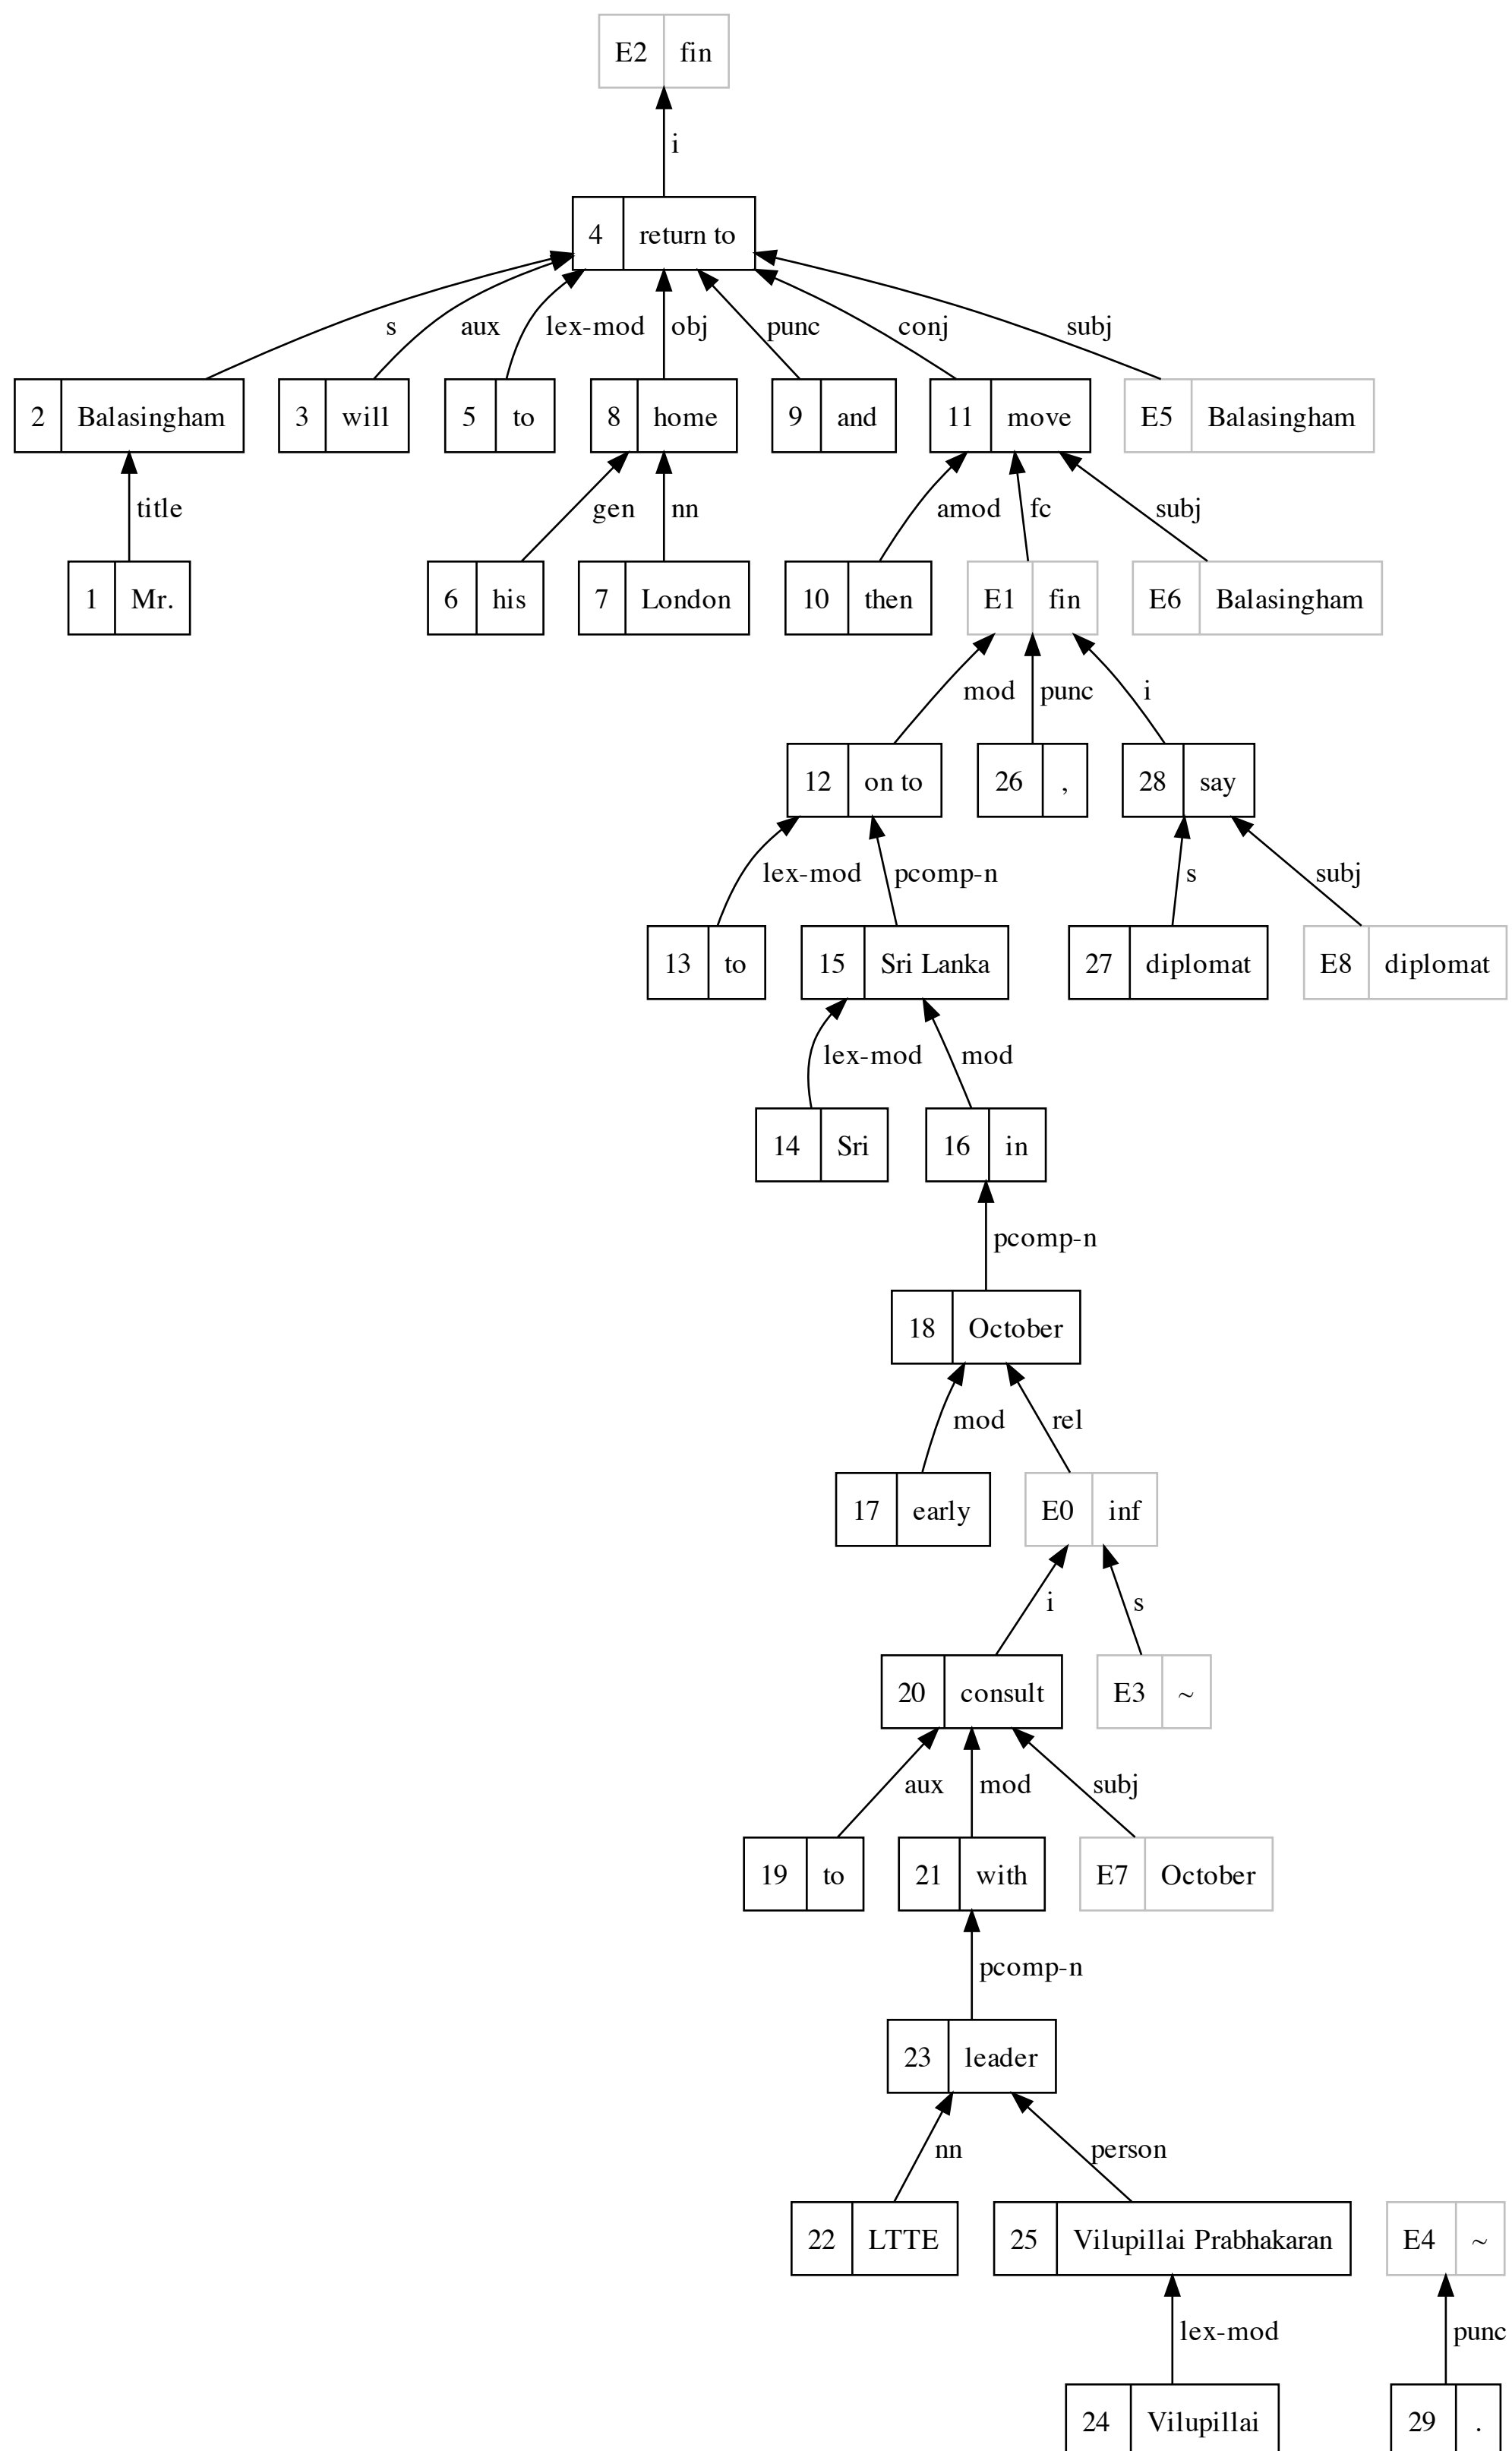 E2 fin
i
4 return to
s aux lex-mod obj punc conj subj
2 Balasingham 3 will 5 to 8 home 9 and 11 move E5 Balasingham
title gen nn amod fc subj
1 Mr. 6 his 7 London 10 then E1 fin E6 Balasingham
mod punc i
12 on to 26 , 28 say
lex-mod pcomp-n s subj
13 to 15 Sri Lanka 27 diplomat E8 diplomat
lex-mod mod
14 Sri 16 in
pcomp-n
18 October
mod rel
17 early E0 inf
i s
20 consult E3 ~
aux mod subj
19 to 21 with E7 October
pcomp-n
23 leader
nn person
22 LTTE 25 Vilupillai Prabhakaran E4 ~
lex-mod punc
24 Vilupillai 29 .